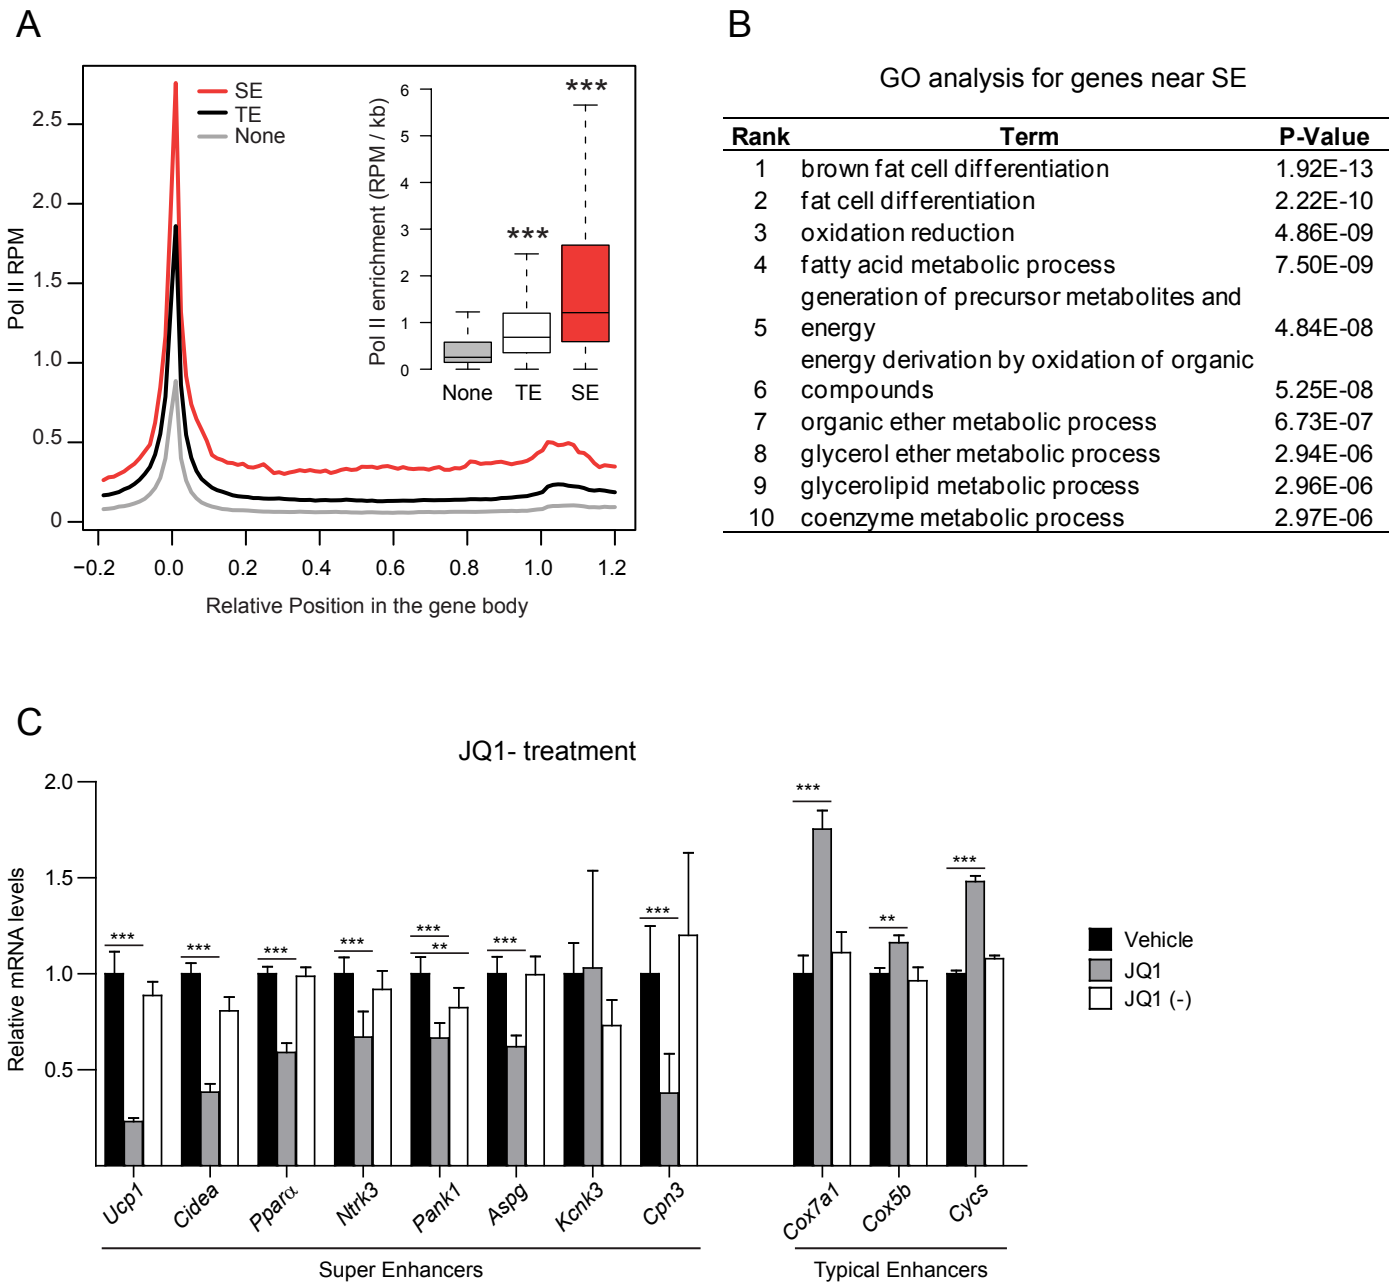 A
SE
TE
None
Pol II RPM
2.5
2.0
1.5
1.0
0.5
0
−0.2 0.0 0.2 0.4 0.6 0.8 1.0 1.2
Relative Position in the gene body
Pol II enrichment (RPM / kb)
6
5
4
3
2
1
0
***
***
None TE SE
B
GO analysis for genes near SE
Rank Term P-Value
1 brown fat cell differentiation 1.92E-13
2 fat cell differentiation 2.22E-10
3 oxidation reduction 4.86E-09
4 fatty acid metabolic process 7.50E-09
generation of precursor metabolites and
5 energy 4.84E-08
energy derivation by oxidation of organic
6 compounds 5.25E-08
7 organic ether metabolic process 6.73E-07
8 glycerol ether metabolic process 2.94E-06
9 glycerolipid metabolic process 2.96E-06
10 coenzyme metabolic process 2.97E-06
C
JQ1- treatment
Relative mRNA levels
2.0
1.5
1.0
0.5
*** *** *** *** *** ** *** *** *** ** ***
Vehicle
JQ1
JQ1 (-)
Ucp1 Cidea Pparα Ntrk3 Pank1 Aspg Kcnk3 Cpn3 Cox7a1 Cox5b Cycs
Super Enhancers Typical Enhancers